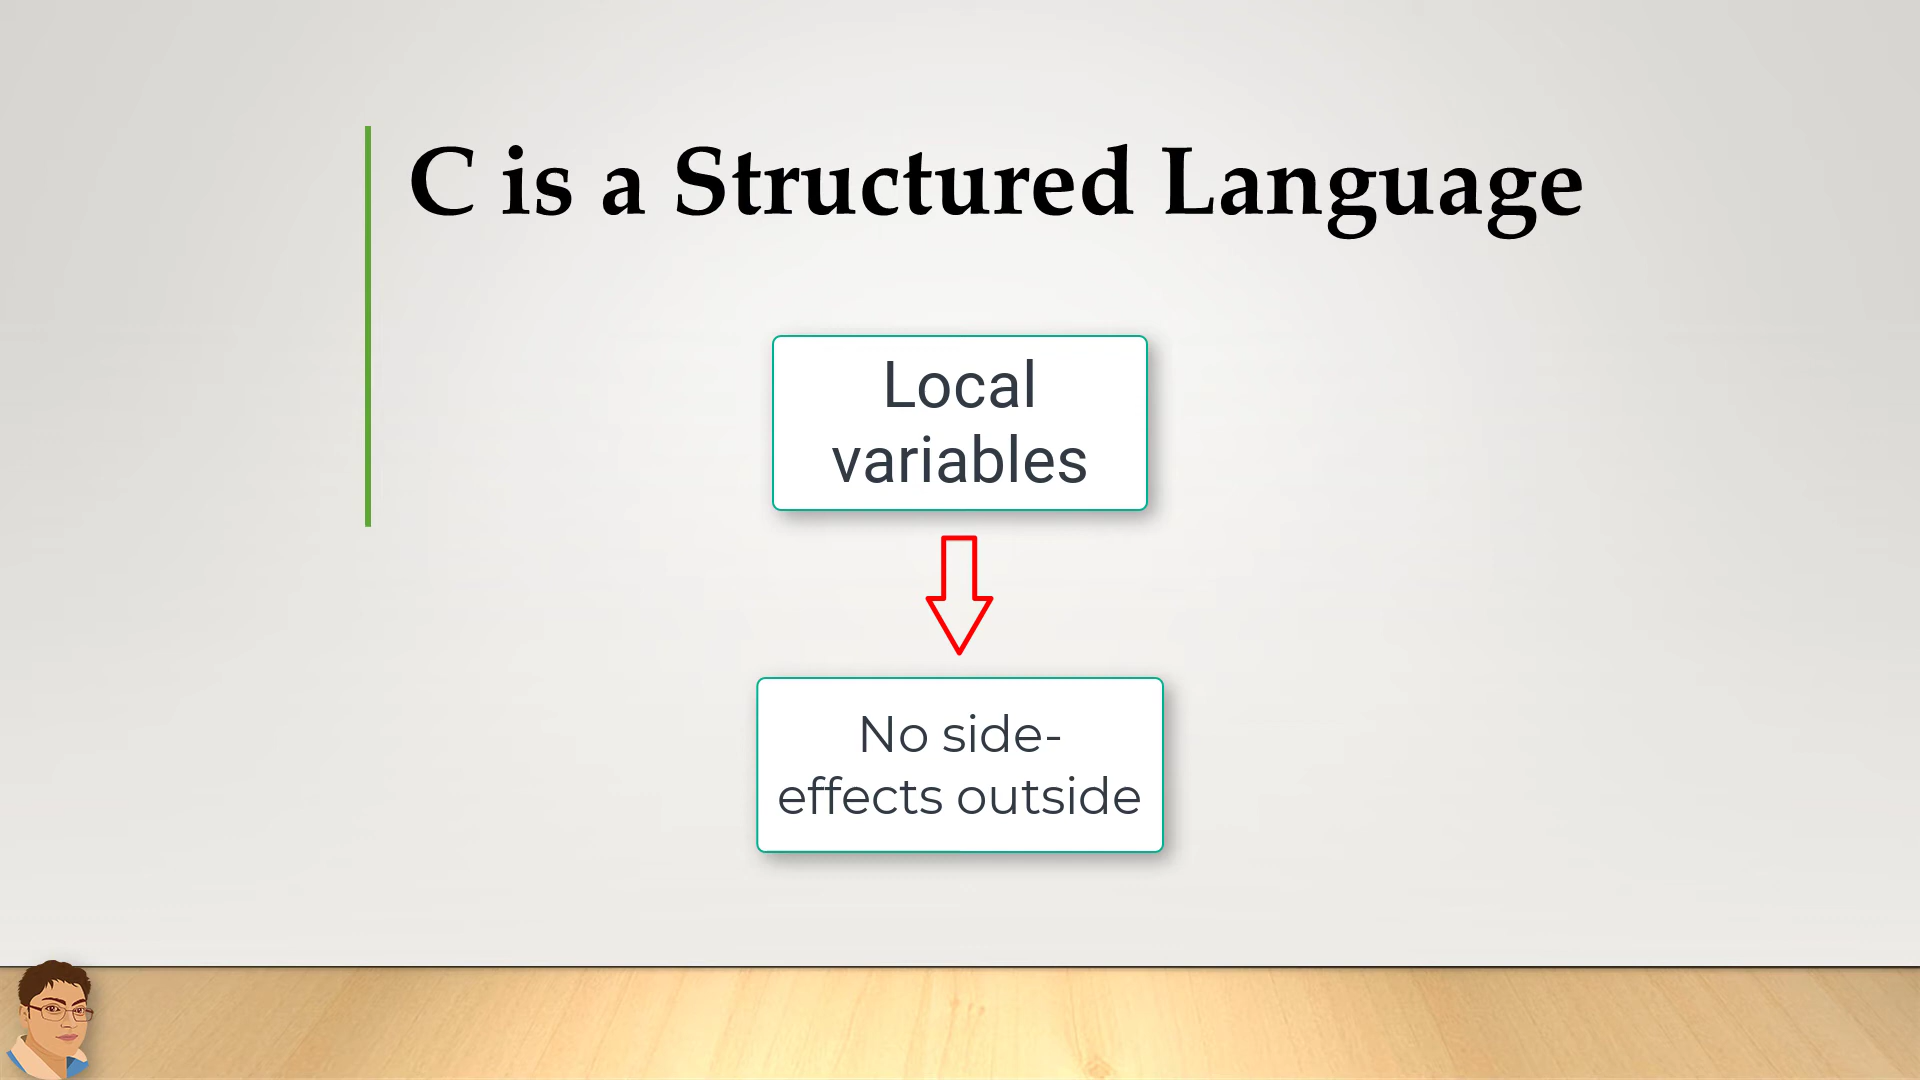 C is a Structured Language
Local
variables
No side-
effects outside